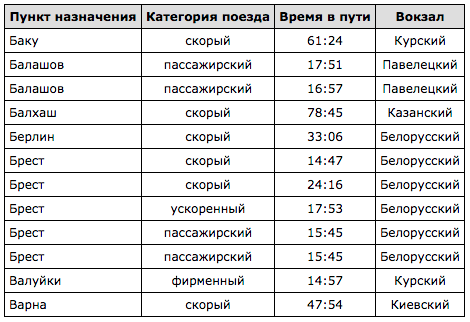 Пункт назначения Категория поезда Время в пути Вокзал
Баку скорый 61:24 Курский
Балашов пассажирский 17:51 Павелецкий
Балашов пассажирский 16:57 Павелецкий
Балхаш скорый 78:45 Казанский
Берлин скорый 33:06 Белорусский
Брест скорый 14:47 Белорусский
Брест скорый 24:16 Белорусский
Брест ускоренный 17:53 Белорусский
Брест пассажирский 15:45 Белорусский
Брест пассажирский 15:45 Белорусский
Валуйки фирменный 14:57 Курский
Варна скорый 47:54 Киевский